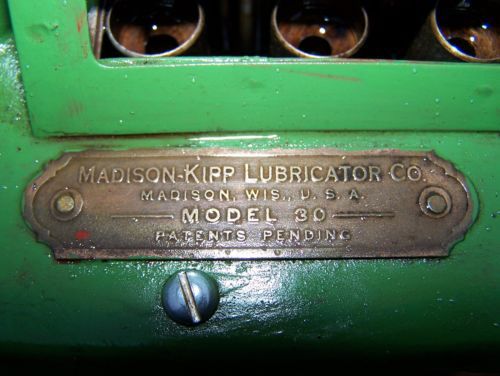 MADISON-KIPP LUBRICATOR CO.
MADISON, WIS., U.S.A.
MODEL 30
PATENTS PENDING